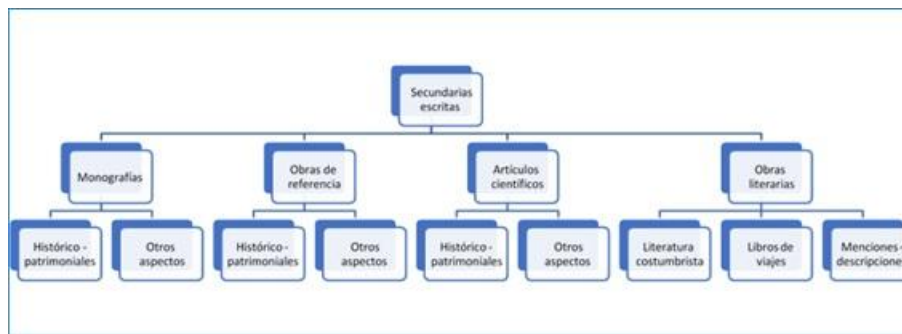 Secundarias
escritas
Monografías
Obras de
referencia
Artículos
científicos
Obras
literarias
Histórico -
patrimoniales
Otros
aspectos
Histórico -
patrimoniales
Otros
aspectos
Histórico -
patrimoniales
Otros
aspectos
Literatura
costumbrista
Libros de
viajes
Menciones